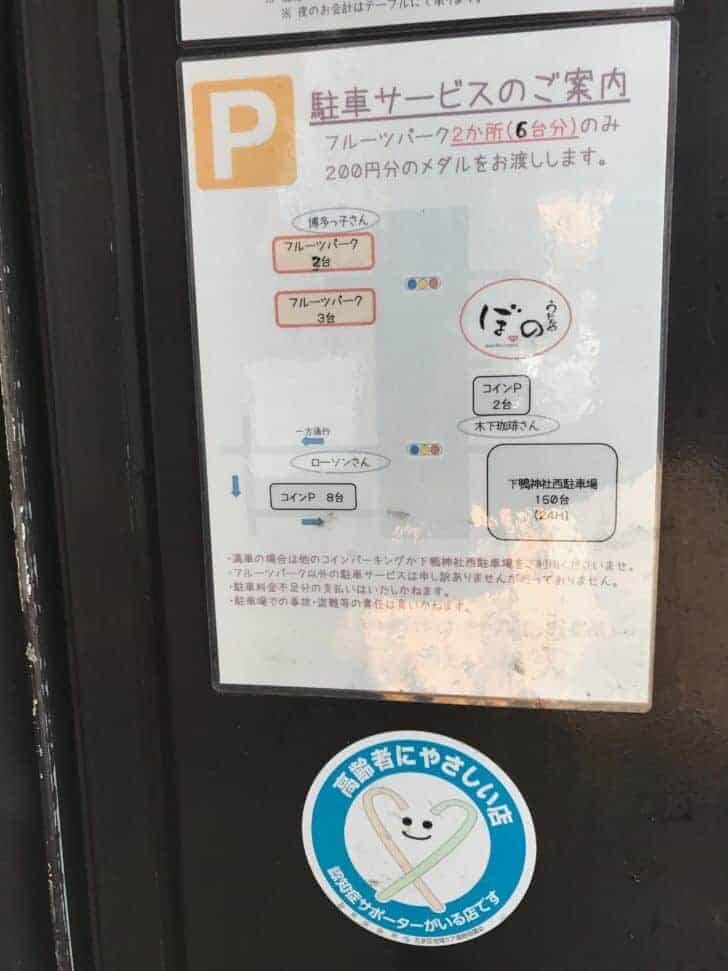 ※ 夜のお会計はテーブルにて承ります。
P
駐車サービスのご案内
フルーツパーク2か所(6台分)のみ
200円分のメダルをお渡しします。
博多っ子さん
フルーツパーク
3台
フルーツパーク
3台
うどんや
ぼの
コインP
2台
木下珈琲さん
一方通行
ローソンさん
コインP 8台
下鴨神社西駐車場
150台
(24H)
・満車の場合は他のコインパーキングか下鴨神社西駐車場をご利用くださいませ。
・フルーツパーク以外の駐車サービスは申し訳ありませんが行っておりません。
・駐車料金不足分の支払いはいたしかねます。
・駐車場での事故・盗難等の責任は負いかねます。
高齢者にやさしい店
認知症サポーターがいる店です